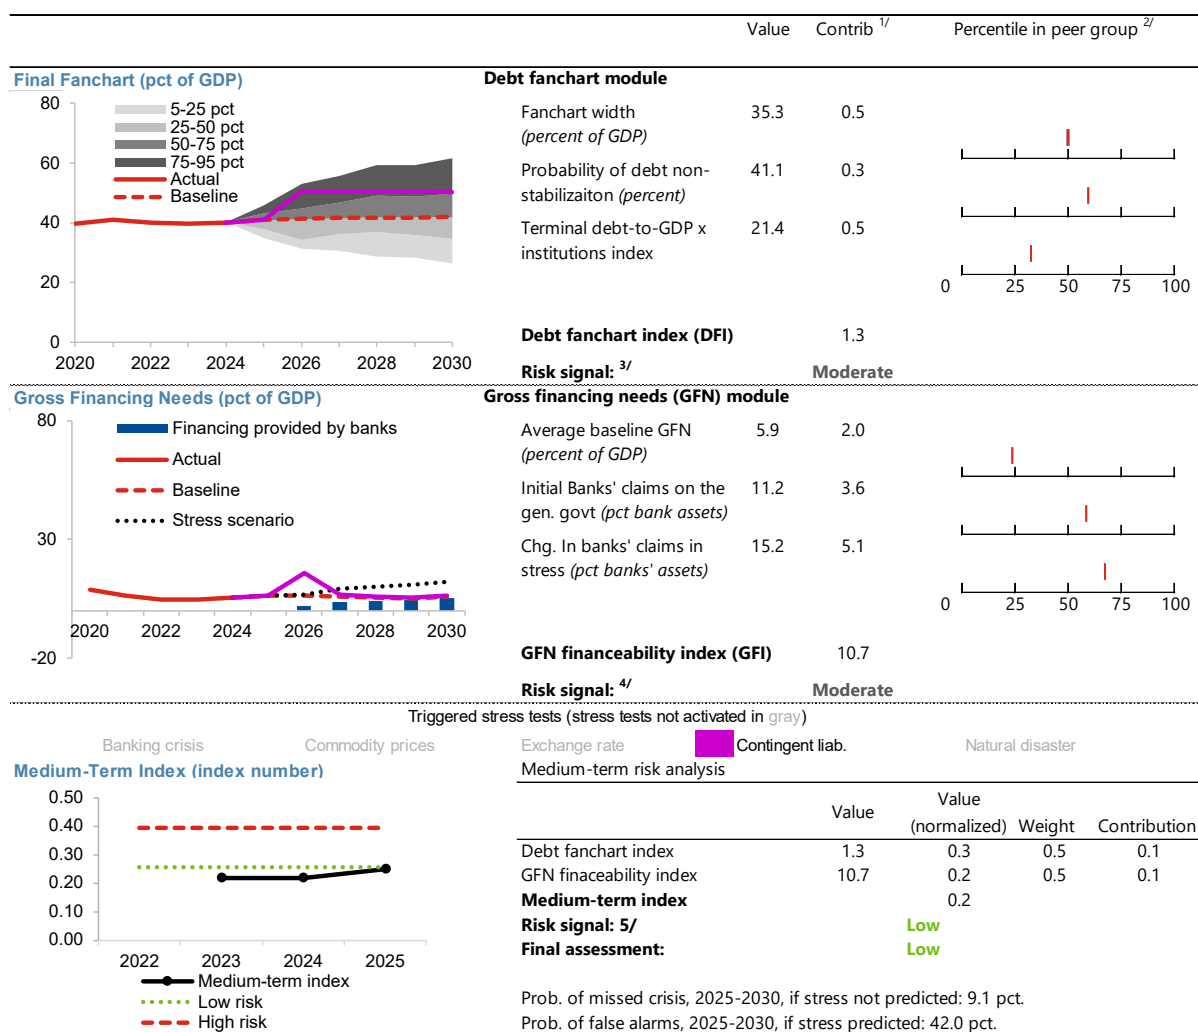 Value Contrib 1/ Percentile in peer group 2/
Final Fanchart (pct of GDP)
80
60
40
20
0
5-25 pct
25-50 pct
50-75 pct
75-95 pct
Actual
Baseline
2020 2022 2024 2026 2028 2030
Debt fanchart module
Fanchart width 35.3 0.5
(percent of GDP)
Probability of debt non- 41.1 0.3
stabilizaiton (percent)
Terminal debt-to-GDP x 21.4 0.5
institutions index
0 25 50 75 100
Debt fanchart index (DFI) 1.3
Risk signal: 3/ Moderate
Gross Financing Needs (pct of GDP)
80
30
-20
Financing provided by banks
Actual
Baseline
Stress scenario
2020 2022 2024 2026 2028 2030
Gross financing needs (GFN) module
Average baseline GFN 5.9 2.0
(percent of GDP)
Initial Banks' claims on the 11.2 3.6
gen. govt (pct bank assets)
Chg. In banks' claims in 15.2 5.1
stress (pct banks' assets)
0 25 50 75 100
GFN financeability index (GFI) 10.7
Risk signal: 4/ Moderate
Triggered stress tests (stress tests not activated in gray)
Banking crisis Commodity prices Exchange rate Contingent liab. Natural disaster
Medium-Term Index (index number)
0.50
0.40
0.30
0.20
0.10
0.00
2022 2023 2024 2025
Medium-term index
Low risk
High risk
Medium-term risk analysis
Value Value (normalized) Weight Contribution
Debt fanchart index 1.3 0.3 0.5 0.1
GFN finaceability index 10.7 0.2 0.5 0.1
Medium-term index 0.2
Risk signal: 5/ Low
Final assessment: Low
Prob. of missed crisis, 2025-2030, if stress not predicted: 9.1 pct.
Prob. of false alarms, 2025-2030, if stress predicted: 42.0 pct.